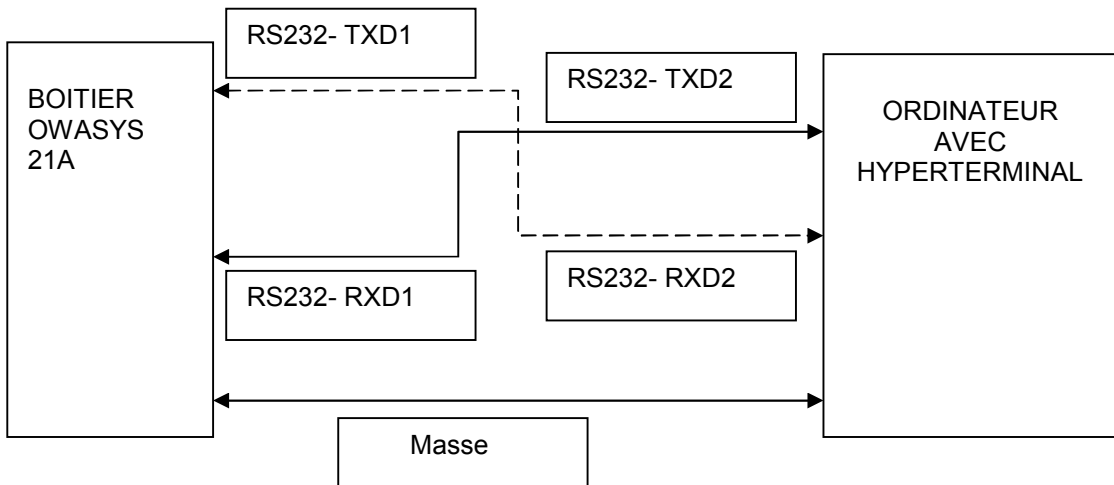 RS232- TXD1
BOITIER
OWASYS
21A
RS232- TXD2
ORDINATEUR
AVEC
HYPERTERMINAL
RS232- RXD1
RS232- RXD2
Masse